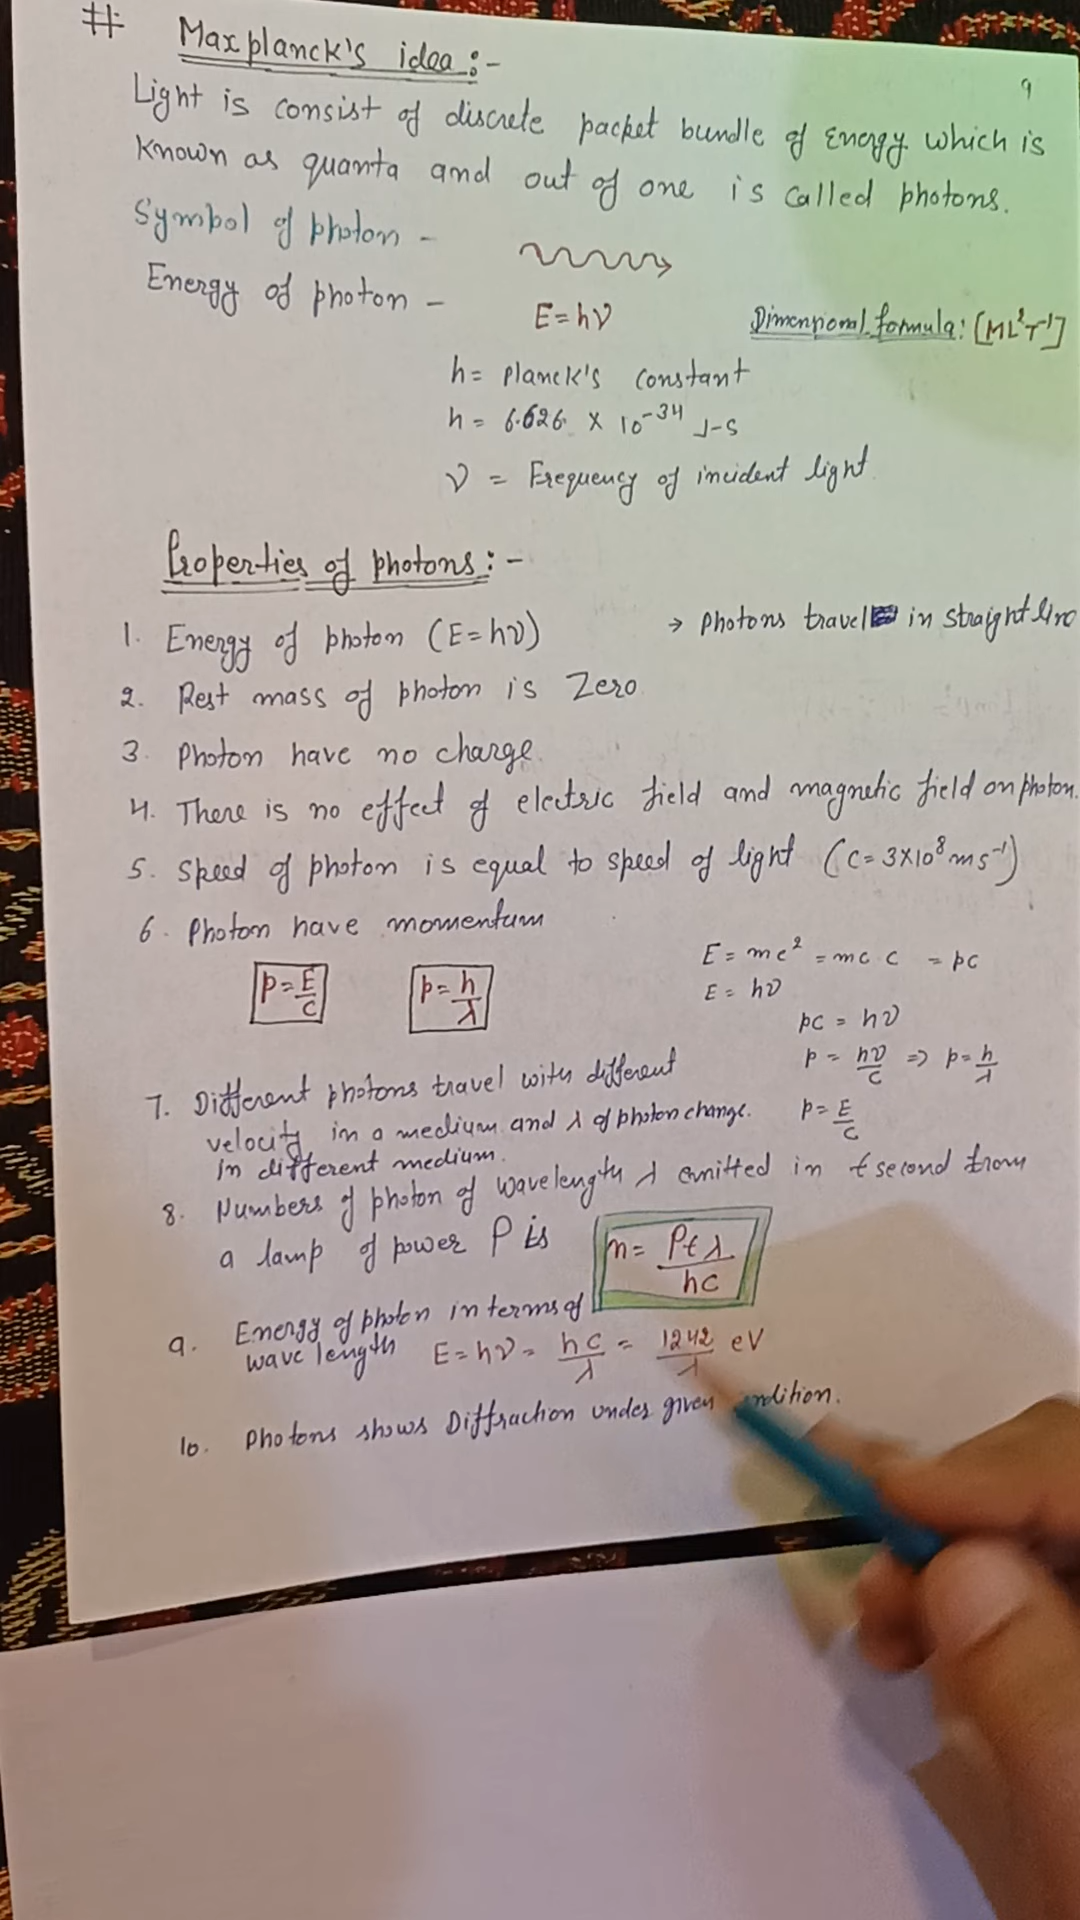 # Maxplanck's idea:-
9
Light is consist of discrete packet bundle of Energy which is
known as quanta and out of one is called photons.
Symbol of photon -
Energy of photon -
E=hν
Dimensional formula: [ML²T⁻¹]
h= Planck's constant
h= 6.626 × 10⁻³⁴ J-S
ν = Frequency of incident light
Properties of photons:-
1. Energy of photon (E=hν)
→ Photons travel in straight line
2. Rest mass of photon is Zero
3. Photon have no charge
4. There is no effect of electric field and magnetic field on photon.
5. Speed of photon is equal to speed of light (C=3×10⁸ms⁻¹)
6. Photon have momentum
p=E/C p=h/λ
E= mc² = mc.c = pc
E= hν
pc = hν
p = hν/C => p=h/λ
p=E/C
7. Different photons travel with different
velocity in a medium and λ of photon change.
in different medium.
8. Numbers of photon of wavelength λ emitted in t second from
a lamp of power P is n= Ptλ/hC
9. Energy of photon in terms of
wave length E=hν= hC/λ = 1242/λ eV
10. Photons shows Diffraction under given